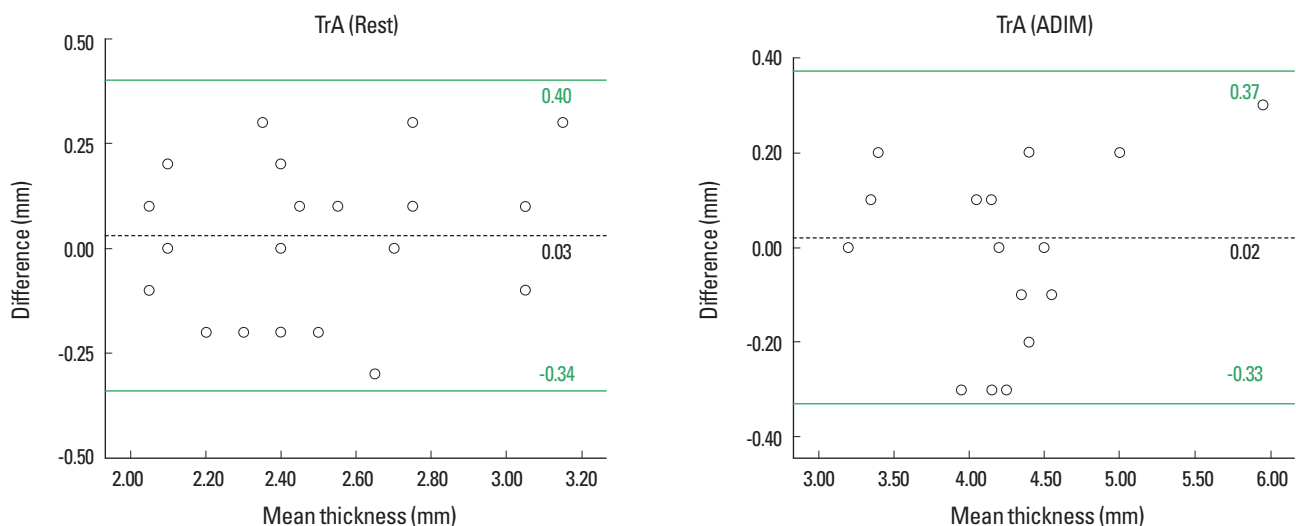 TrA (Rest)
0.50
0.25
0.00
-0.25
-0.50
Difference (mm)
0.40
0.03
-0.34
2.00 2.20 2.40 2.60 2.80 3.00 3.20
Mean thickness (mm)
TrA (ADIM)
0.40
0.20
0.00
-0.20
-0.40
Difference (mm)
0.37
0.02
-0.33
3.00 3.50 4.00 4.50 5.00 5.50 6.00
Mean thickness (mm)